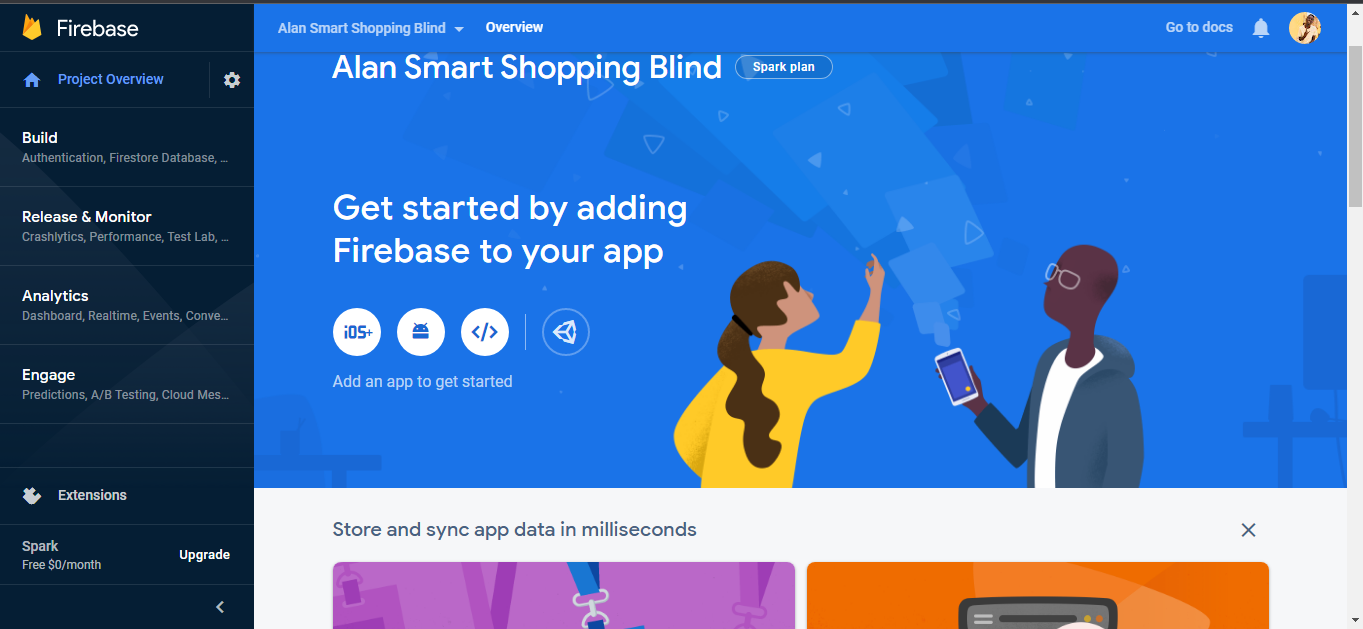 Firebase
Alan Smart Shopping Blind
Overview
Go to docs
Project Overview
Alan Smart Shopping Blind
Spark plan
Build
Authentication, Firestore Database, ...
Release & Monitor
Crashlytics, Performance, Test Lab, ...
Analytics
Dashboard, Realtime, Events, Conve...
Engage
Predictions, A/B Testing, Cloud Mes...
Extensions
Spark
Free $0/month
Upgrade
Get started by adding
Firebase to your app
iOS+
</>
Add an app to get started
Store and sync app data in milliseconds